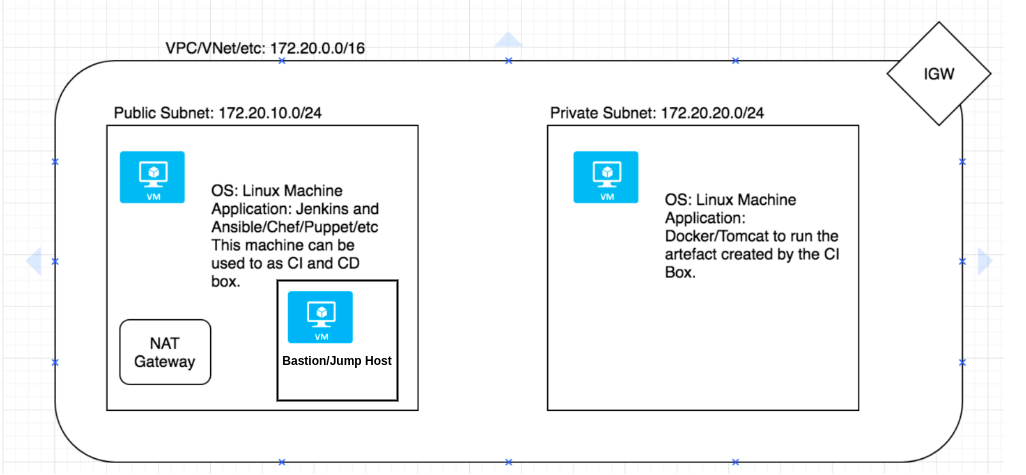 VPC/VNet/etc: 172.20.0.0/16
IGW
Public Subnet: 172.20.10.0/24
VM
OS: Linux Machine
Application: Jenkins and
Ansible/Chef/Puppet/etc
This machine can be
used to as CI and CD
box.
NAT
Gateway
VM
Bastion/Jump Host
Private Subnet: 172.20.20.0/24
VM
OS: Linux Machine
Application:
Docker/Tomcat to run the
artefact created by the CI
Box.